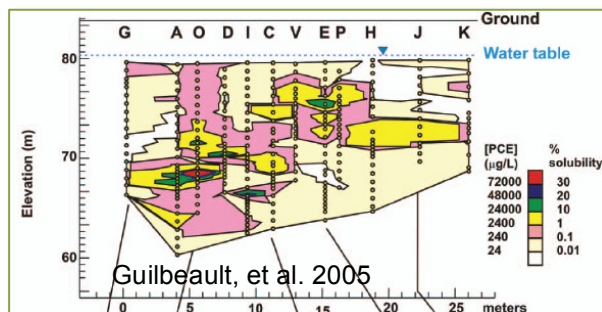 Ground
G A O D I C V E P H J K
Water table
80
70
60
Elevation (m)
[PCE] %
(µg/L) solubility
72000 30
48000 20
24000 10
2400 1
240 0.1
24 0.01
Guilbeault, et al. 2005
0 5 10 15 20 25 meters